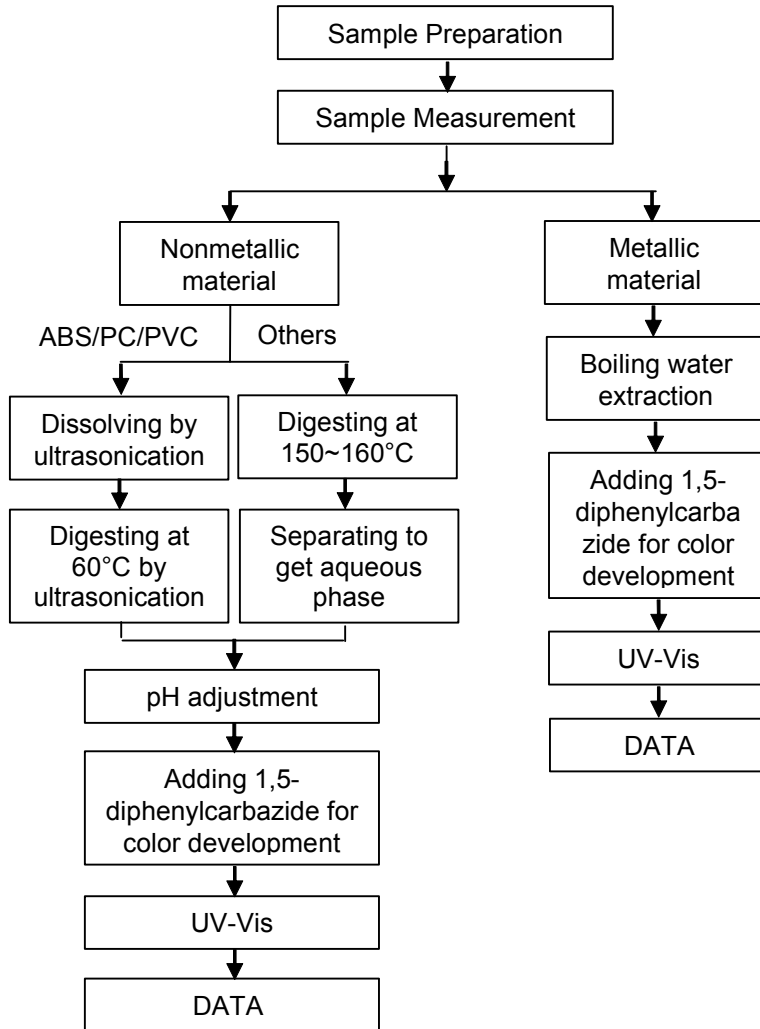 Sample Preparation
Sample Measurement
Nonmetallic
material
Metallic
material
ABS/PC/PVC
Others
Boiling water
extraction
Dissolving by
ultrasonication
Digesting at
150~160°C
Adding 1,5-
diphenylcarba
zide for color
development
Digesting at
60°C by
ultrasonication
Separating to
get aqueous
phase
UV-Vis
pH adjustment
DATA
Adding 1,5-
diphenylcarbazide for
color development
UV-Vis
DATA